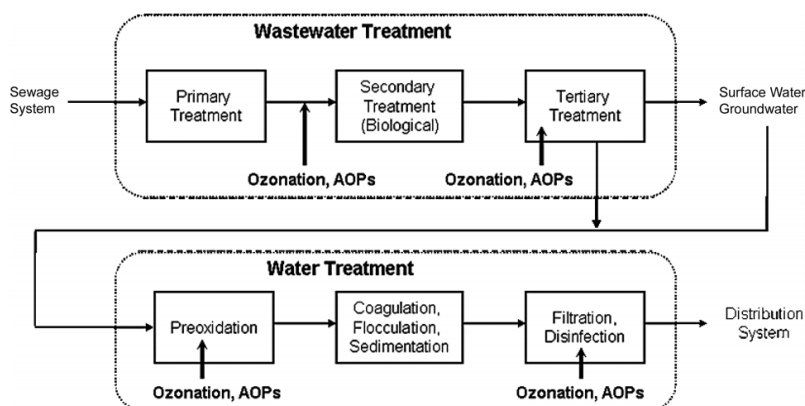 Wastewater Treatment
Sewage
System
Primary
Treatment
Secondary
Treatment
(Biological)
Tertiary
Treatment
Surface Water
Groundwater
Ozonation, AOPs
Ozonation, AOPs
Water Treatment
Preoxidation
Coagulation,
Flocculation,
Sedimentation
Filtration,
Disinfection
Distribution
System
Ozonation, AOPs
Ozonation, AOPs